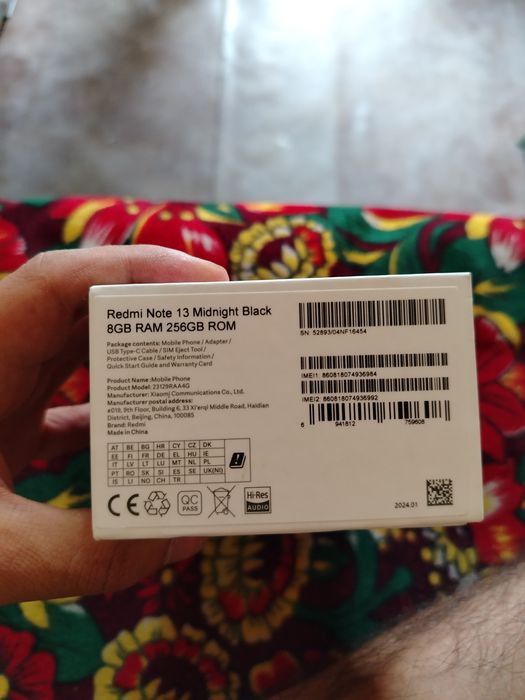 Redmi Note 13 Midnight Black
8GB RAM 256GB ROM
Package contents: Mobile Phone / Adapter /
USB Type-C Cable / SIM Eject Tool /
Protective Case / Safety Information /
Quick Start Guide and Warranty Card
Product Name: Mobile Phone
Product Model: 23129RAA4G
Manufacturer: Xiaomi Communications Co., Ltd.
Manufacturer postal address:
#019, 9th Floor, Building 6, 33 Xi'erqi Middle Road, Haidian
District, Beijing, China, 100085
Brand: Redmi
Made in China
AT BE BG HR CY CZ DK
EE FI FR DE EL HU IE
IT LV LT LU MT NL PL
PT RO SK SI ES SE UK(NI)
IS LI NO CH TR
CE
QC
PASS
Hi-Res
AUDIO
SN: 52893/04NF16454
IMEI1: 860818074936984
IMEI2: 860818074936992
6 941812 759608
2024.01